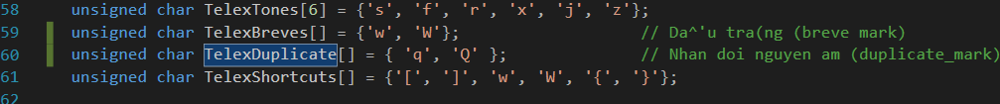 58 unsigned char TelexTones[6] = {'s', 'f', 'r', 'x', 'j', 'z'};
59 unsigned char TelexBreves[] = {'w', 'W'}; // Da^'u tra(ng (breve mark)
60 unsigned char TelexDuplicate[] = { 'q', 'Q' }; // Nhan doi nguyen am (duplicate_mark)
61 unsigned char TelexShortcuts[] = {'[', ']', 'w', 'W', '{', '}'};
62